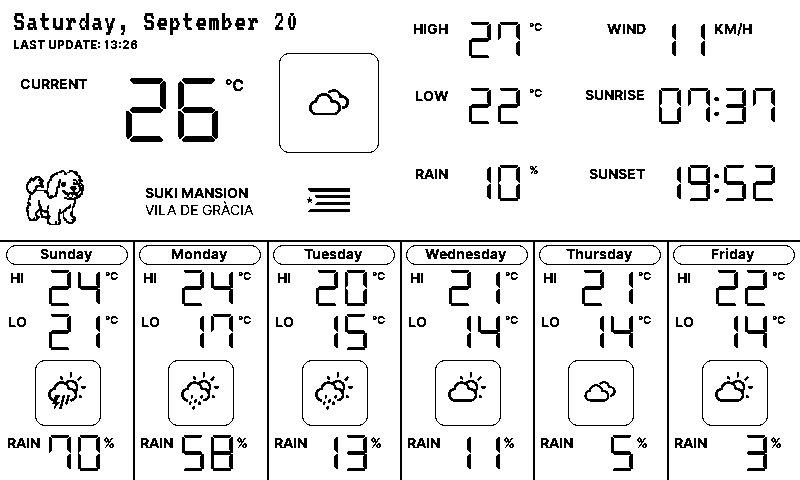 Saturday, September 20
LAST UPDATE: 13:26
CURRENT 26 °C
HIGH 27 °C
LOW 22 °C
RAIN 10 %
WIND 11 KM/H
SUNRISE 07:37
SUNSET 19:52
SUKI MANSION
VILA DE GRÀCIA
Sunday
HI 24 °C
LO 21 °C
RAIN 70 %
Monday
HI 24 °C
LO 17 °C
RAIN 58 %
Tuesday
HI 20 °C
LO 15 °C
RAIN 13 %
Wednesday
HI 21 °C
LO 14 °C
RAIN 11 %
Thursday
HI 21 °C
LO 14 °C
RAIN 5 %
Friday
HI 22 °C
LO 14 °C
RAIN 3 %